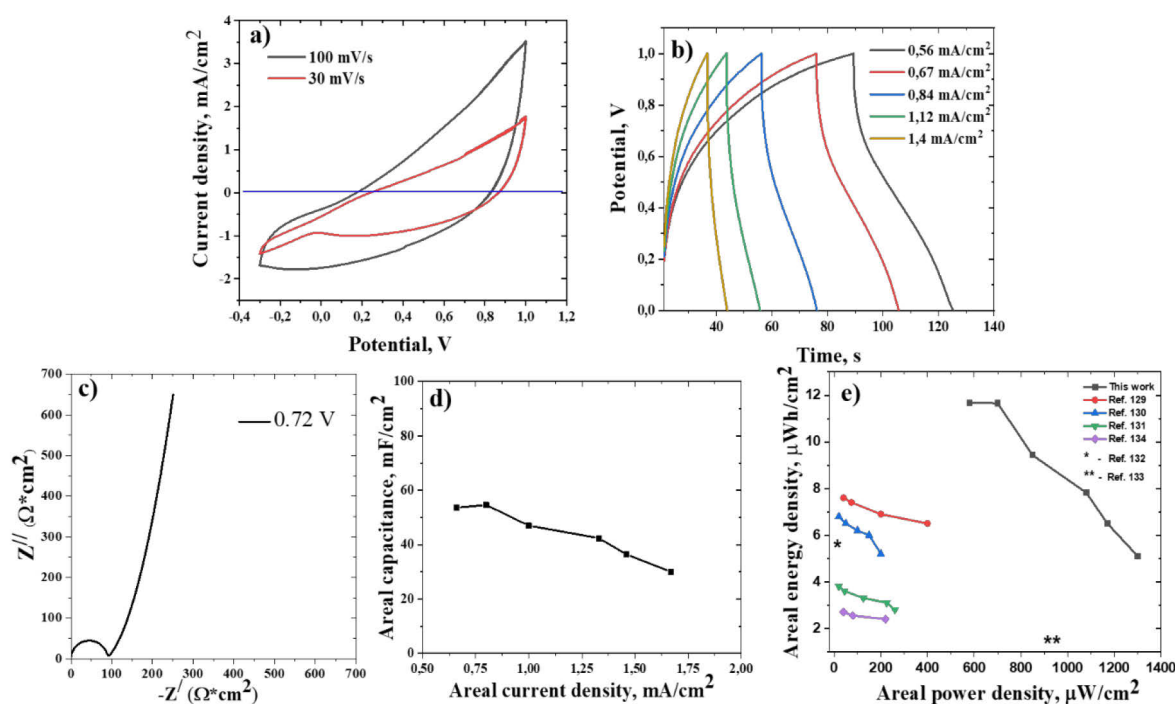 a)
100 mV/s
30 mV/s
Current density, mA/cm2
4
3
2
1
0
-1
-2
-0,4 -0,2 0,0 0,2 0,4 0,6 0,8 1,0 1,2
Potential, V
b)
0,56 mA/cm2
0,67 mA/cm2
0,84 mA/cm2
1,12 mA/cm2
1,4 mA/cm2
Potential, V
1,0
0,8
0,6
0,4
0,2
0,0
40 60 80 100 120 140
Time, s
c)
0.72 V
Z// (Ω*cm2)
700
600
500
400
300
200
100
0
0 100 200 300 400 500 600 700
-Z/ (Ω*cm2)
d)
Areal capacitance, mF/cm2
100
80
60
40
20
0
0,50 0,75 1,00 1,25 1,50 1,75 2,00
Areal current density, mA/cm2
e)
This work
Ref. 129
Ref. 130
Ref. 131
Ref. 134
* - Ref. 132
** - Ref. 133
*
**
Areal energy density, μWh/cm2
12
10
8
6
4
2
0 200 400 600 800 1000 1200 1400
Areal power density, μW/cm2